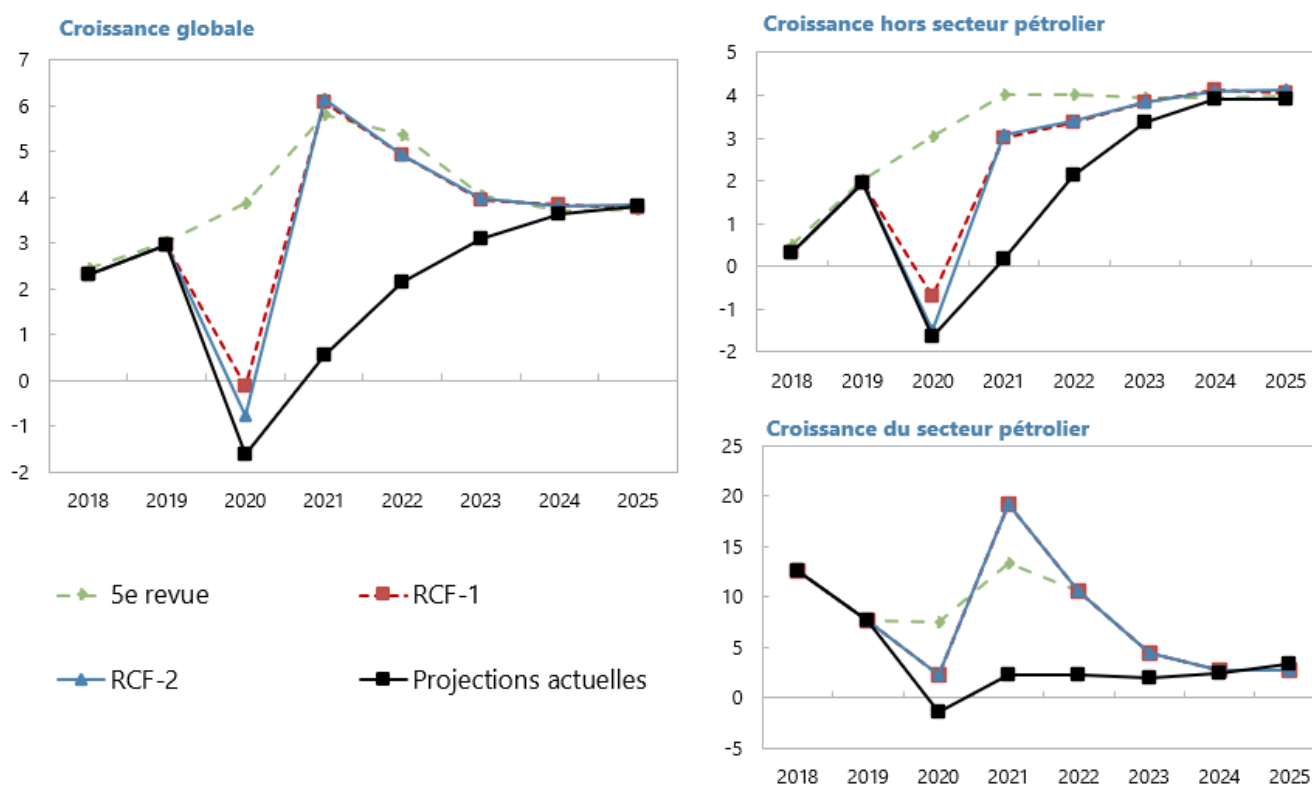 Croissance globale
7
6
5
4
3
2
1
0
-1
-2
2018 2019 2020 2021 2022 2023 2024 2025
5e revue
RCF-1
RCF-2
Projections actuelles
Croissance hors secteur pétrolier
5
4
3
2
1
0
-1
-2
2018 2019 2020 2021 2022 2023 2024 2025
Croissance du secteur pétrolier
25
20
15
10
5
0
-5
2018 2019 2020 2021 2022 2023 2024 2025